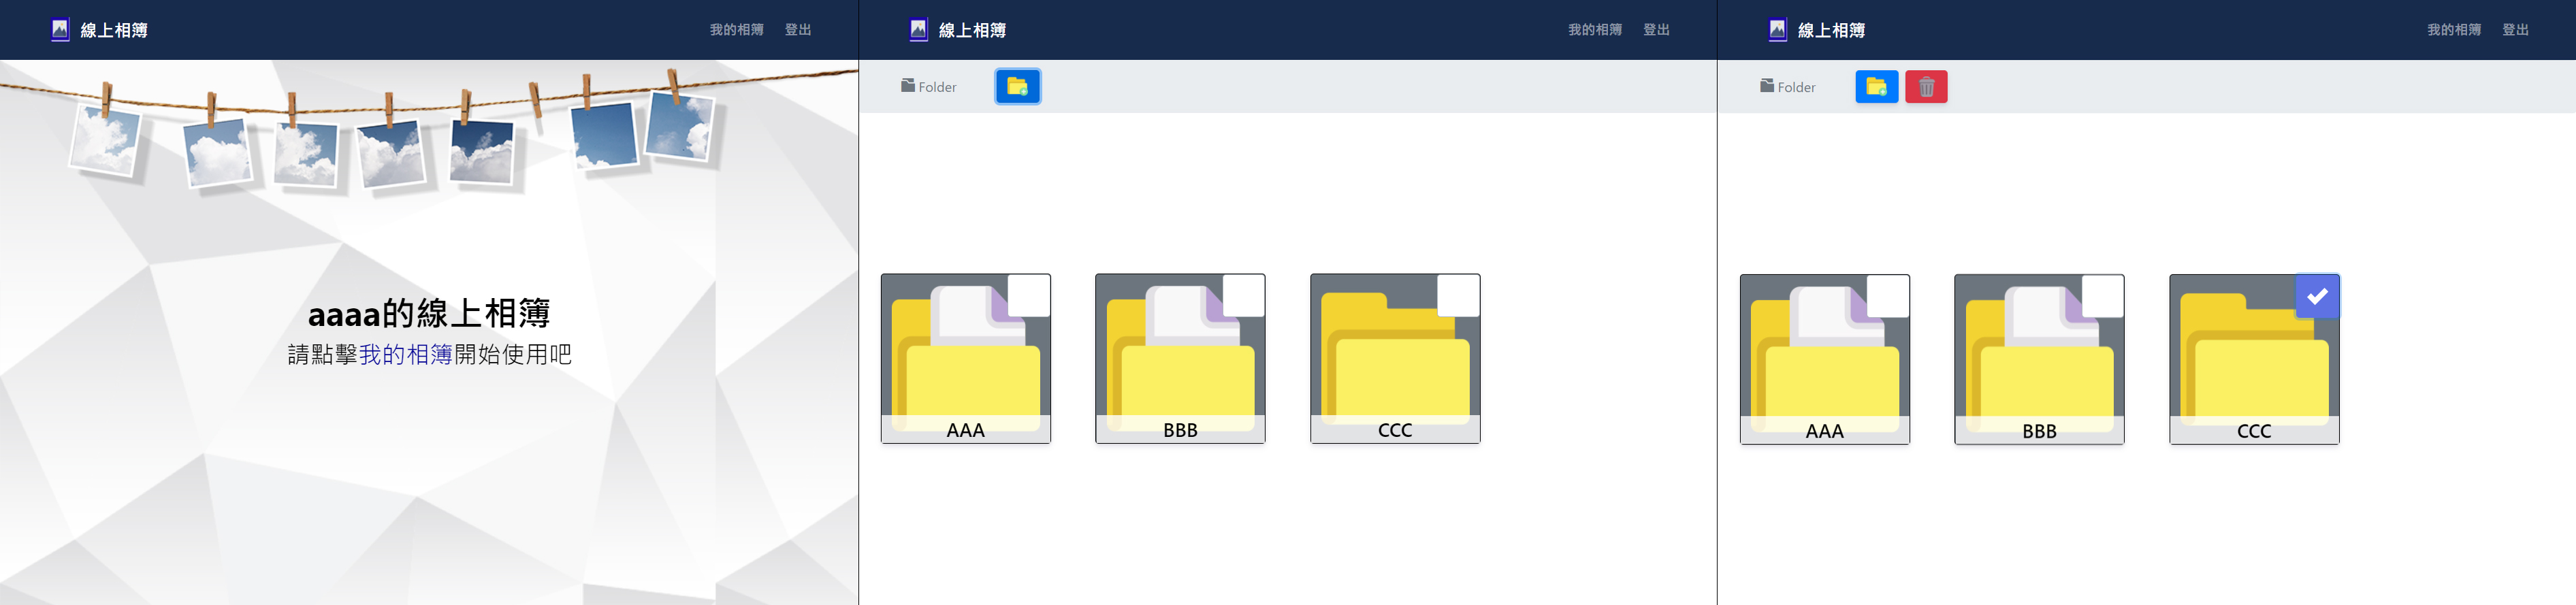 線上相簿
我的相簿 登出
aaaa的線上相簿
請點擊我的相簿開始使用吧
線上相簿
我的相簿 登出
Folder
AAA
BBB
CCC
線上相簿
我的相簿 登出
Folder
AAA
BBB
CCC